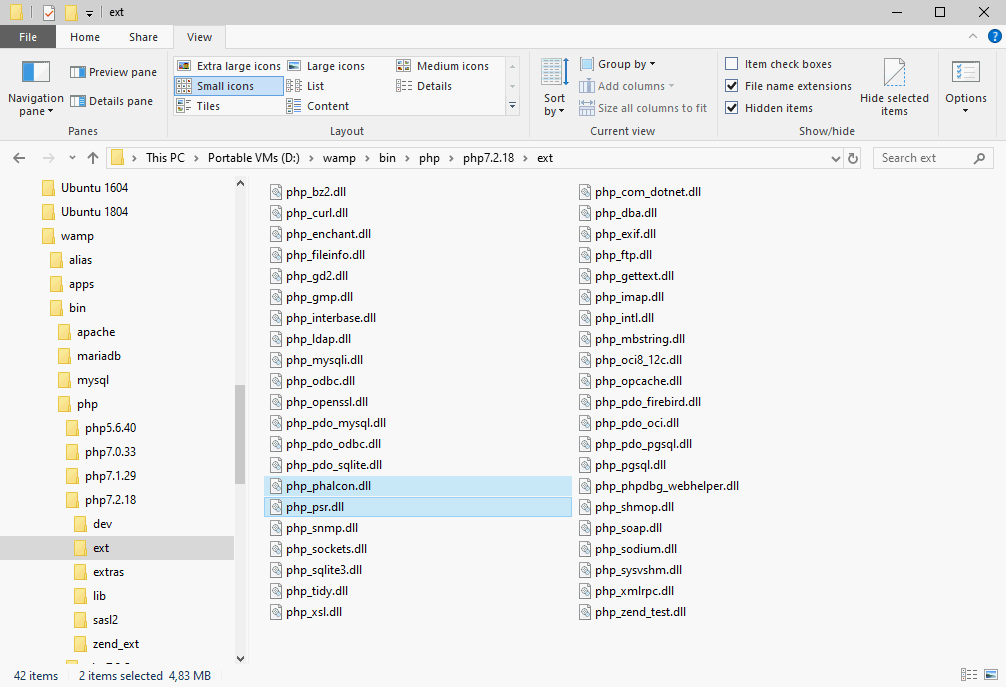 ext
File Home Share View
Navigation pane
Preview pane
Details pane
Panes
Extra large icons Large icons Medium icons
Small icons List Details
Tiles Content
Layout
Sort by
Group by
Add columns
Size all columns to fit
Current view
Item check boxes
File name extensions
Hidden items
Hide selected items
Show/hide
Options
This PC Portable VMs (D:) wamp bin php php7.2.18 ext
Search ext
Ubuntu 1604
Ubuntu 1804
wamp
alias
apps
bin
apache
mariadb
mysql
php
php5.6.40
php7.0.33
php7.1.29
php7.2.18
dev
ext
extras
lib
sasl2
zend_ext
php_bz2.dll php_com_dotnet.dll
php_curl.dll php_dba.dll
php_enchant.dll php_exif.dll
php_fileinfo.dll php_ftp.dll
php_gd2.dll php_gettext.dll
php_gmp.dll php_imap.dll
php_interbase.dll php_intl.dll
php_ldap.dll php_mbstring.dll
php_mysqli.dll php_oci8_12c.dll
php_odbc.dll php_opcache.dll
php_openssl.dll php_pdo_firebird.dll
php_pdo_mysql.dll php_pdo_oci.dll
php_pdo_odbc.dll php_pdo_pgsql.dll
php_pdo_sqlite.dll php_pgsql.dll
php_phalcon.dll php_phpdbg_webhelper.dll
php_psr.dll php_shmop.dll
php_snmp.dll php_soap.dll
php_sockets.dll php_sodium.dll
php_sqlite3.dll php_sysvshm.dll
php_tidy.dll php_xmlrpc.dll
php_xsl.dll php_zend_test.dll
42 items 2 items selected 4,83 MB